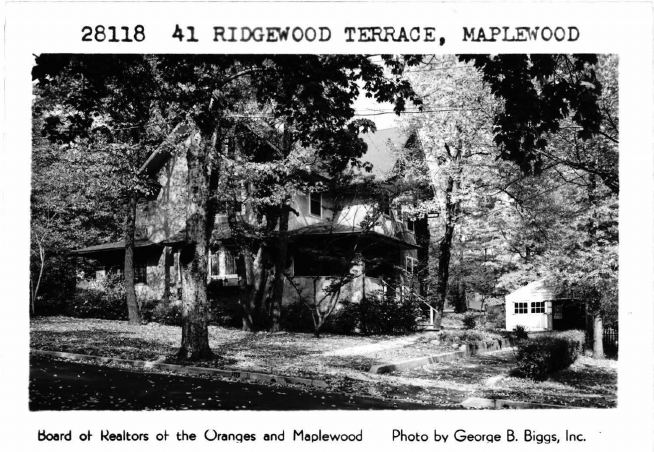 28118 41 RIDGEWOOD TERRACE, MAPLEWOOD
Board of Realtors of the Oranges and Maplewood Photo by George B. Biggs, Inc.